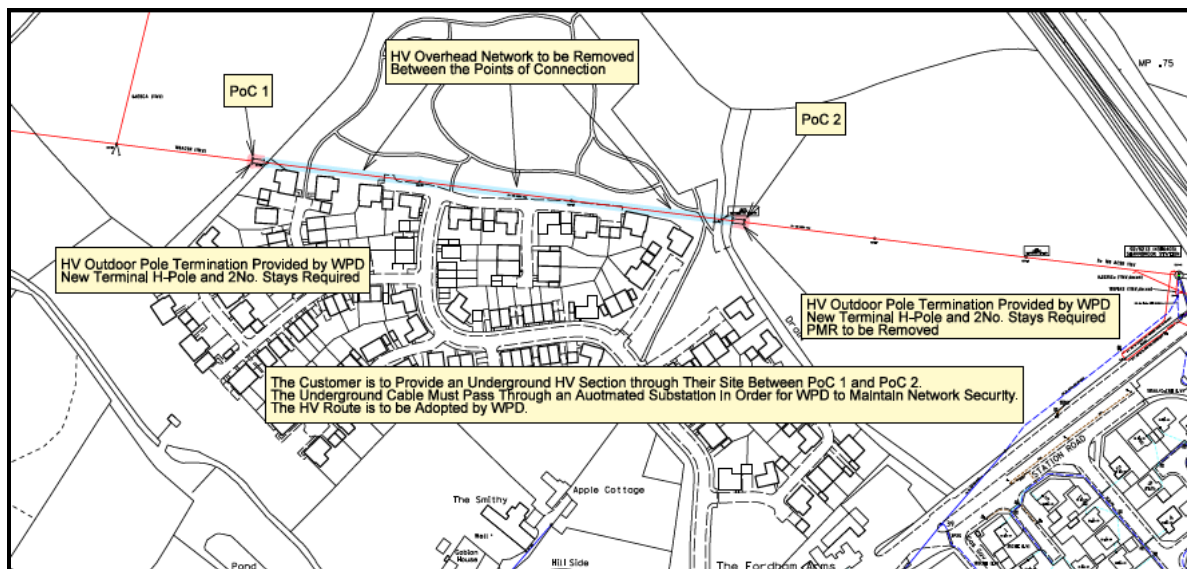 HV Overhead Network to be Removed
Between the Points of Connection
MP .75
PoC 1
PoC 2
HV Outdoor Pole Termination Provided by WPD
New Terminal H-Pole and 2No. Stays Required
HV Outdoor Pole Termination Provided by WPD
New Terminal H-Pole and 2No. Stays Required
PMR to be Removed
The Customer is to Provide an Underground HV Section through Their Site Between PoC 1 and PoC 2.
The Underground Cable Must Pass Through an Auotmated Substation in Order for WPD to Maintain Network Security.
The HV Route is to be Adopted by WPD.
STATION ROAD
Apple Cottage
The Smithy
Well
Goblon
House
Hill Side
Pond
The Fordham Arms